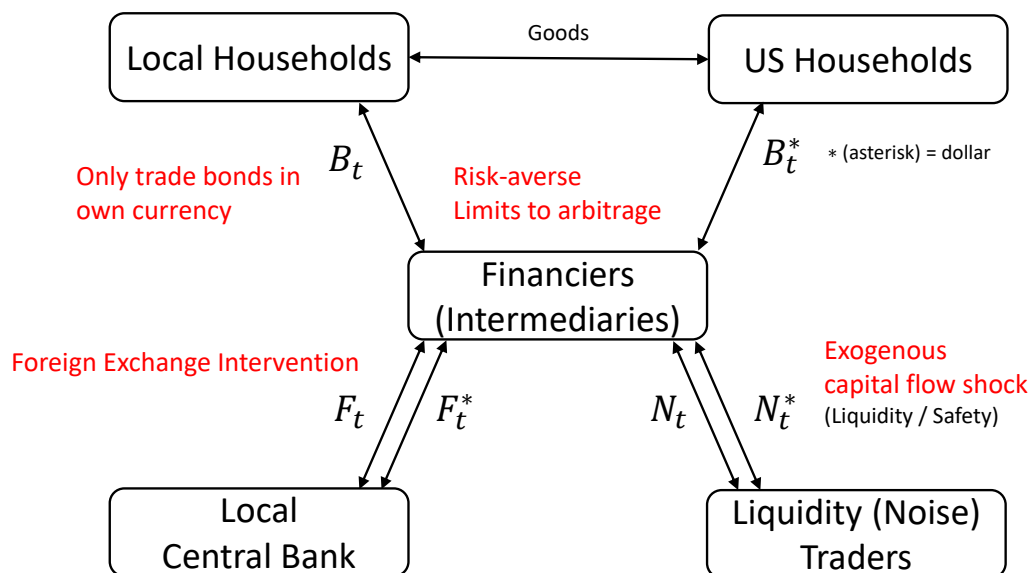 Goods
Local Households
US Households
B_t
B_t^*
* (asterisk) = dollar
Only trade bonds in
own currency
Risk-averse
Limits to arbitrage
Financiers
(Intermediaries)
Foreign Exchange Intervention
Exogenous
capital flow shock
(Liquidity / Safety)
F_t
F_t^*
N_t
N_t^*
Local
Central Bank
Liquidity (Noise)
Traders